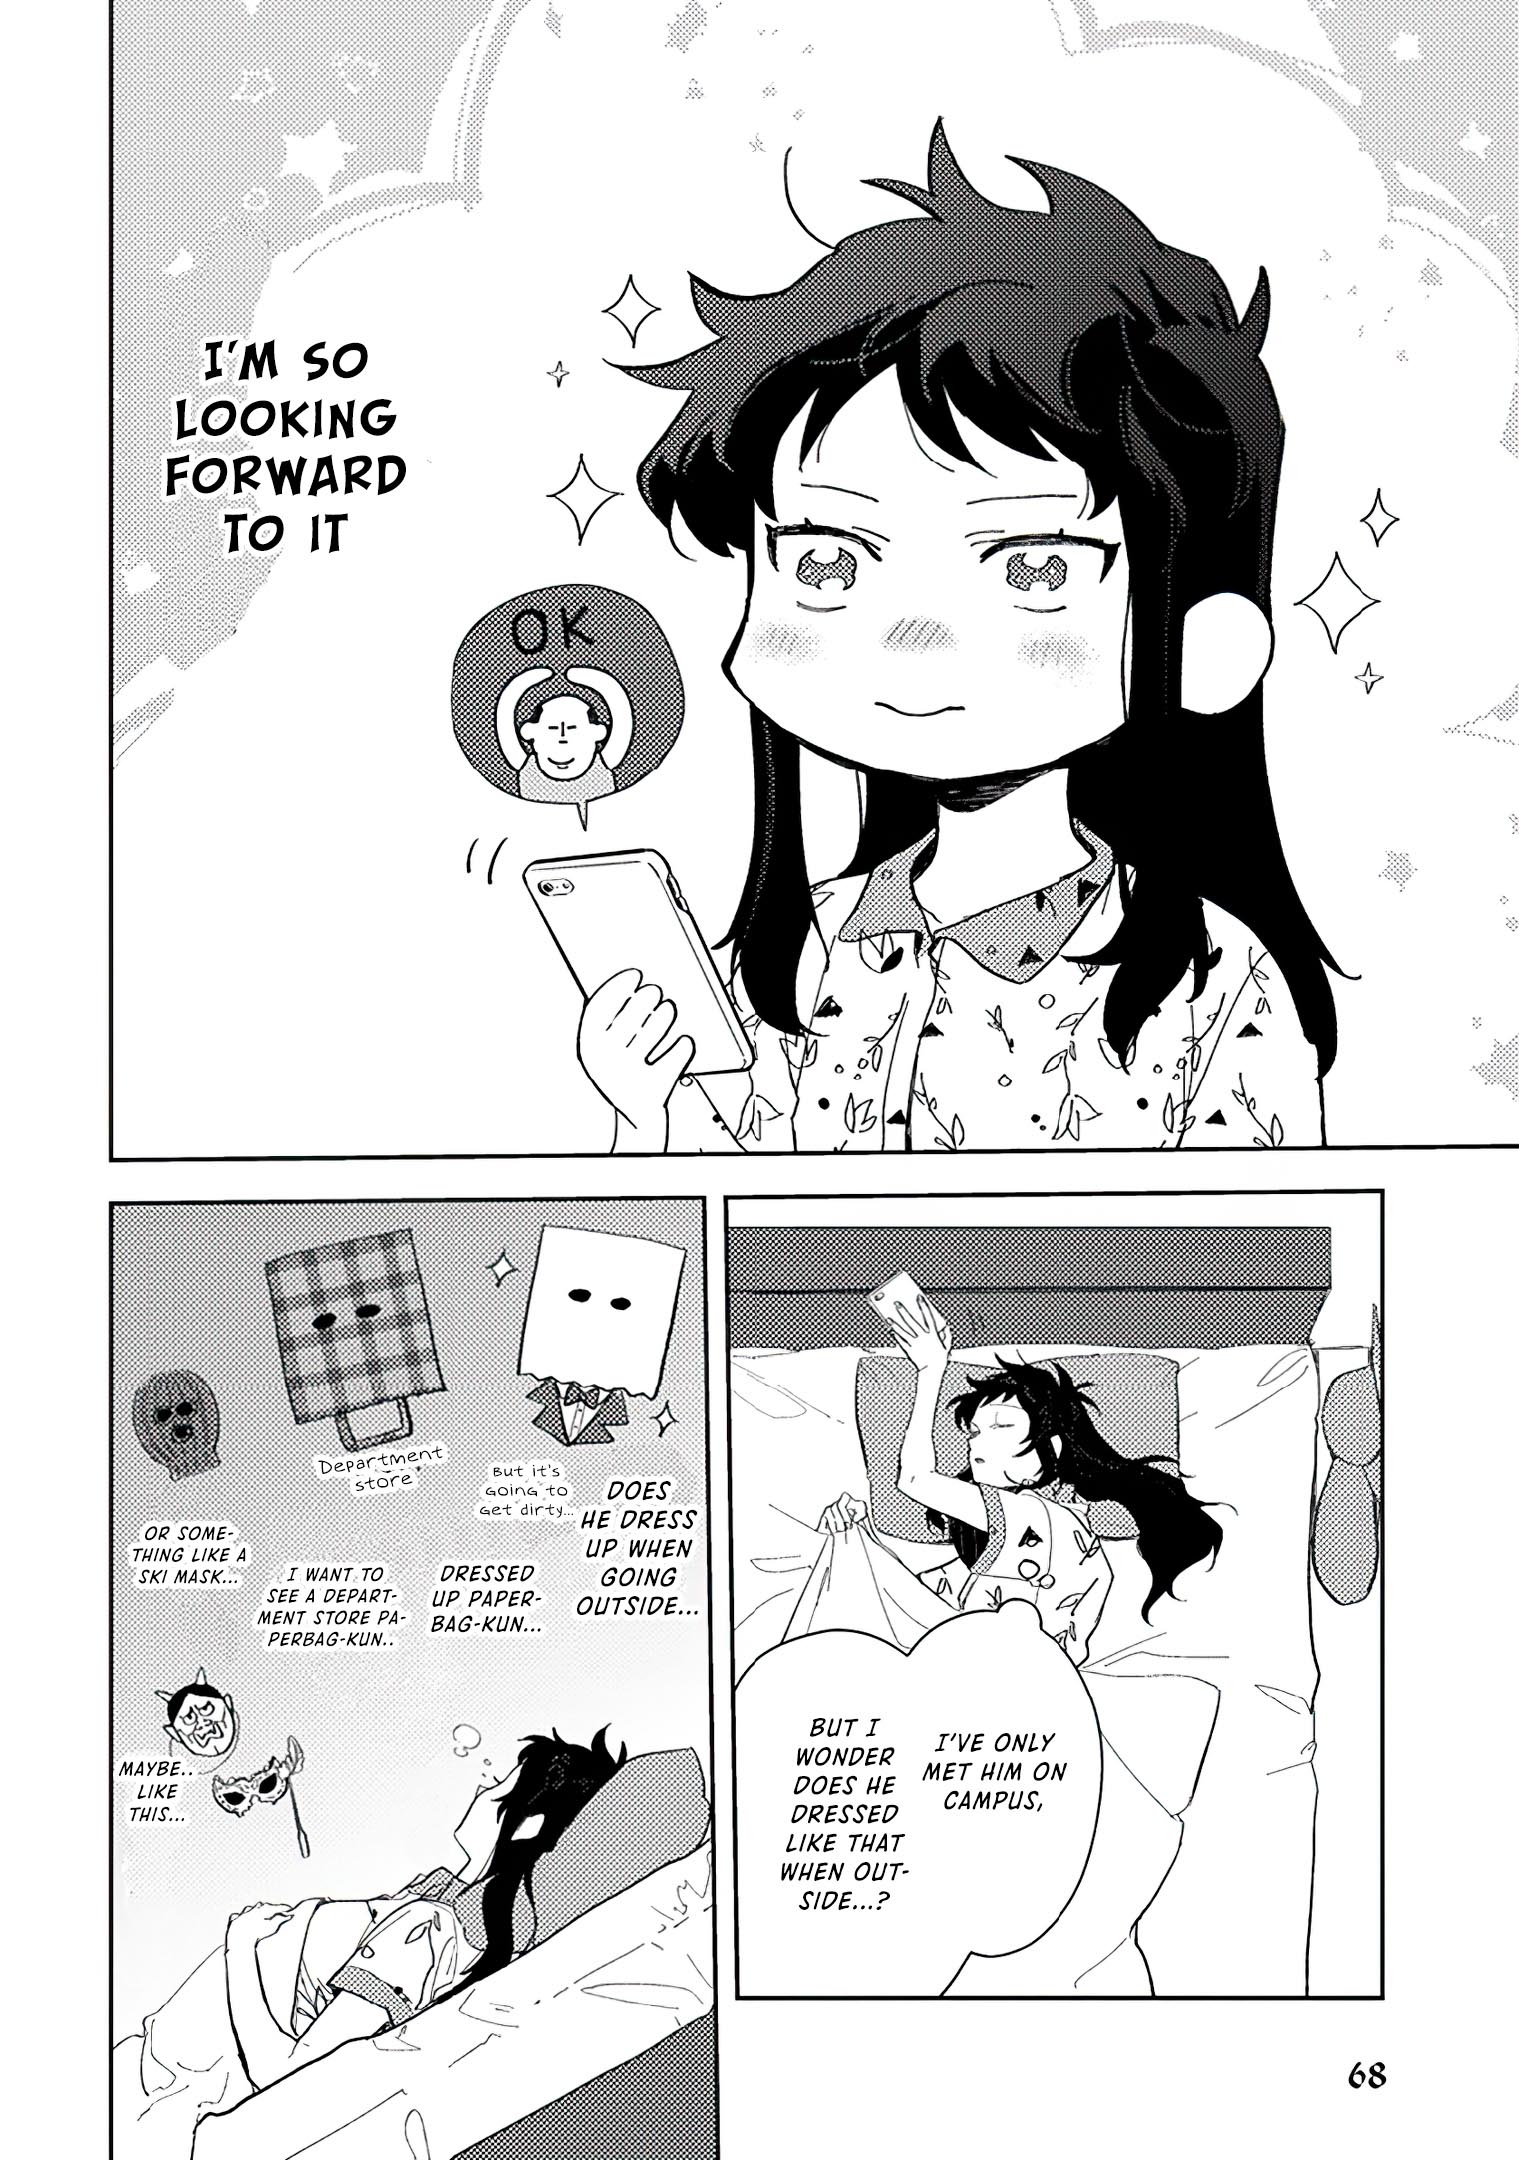 I'M SO
LOOKING
FORWARD
TO IT
OK
I'VE ONLY
MET HIM ON
CAMPUS,
BUT I
WONDER
DOES HE
DRESSED
LIKE THAT
WHEN OUT-
SIDE...?
DOES
HE DRESS
UP WHEN
GOING
OUTSIDE...
But it's
going to
get dirty...
DRESSED
UP PAPER-
BAG-KUN...
Department
store
I WANT TO
SEE A DEPART-
MENT STORE PA-
PERBAG-KUN..
OR SOME-
THING LIKE A
SKI MASK...
MAYBE..
LIKE
THIS...
68